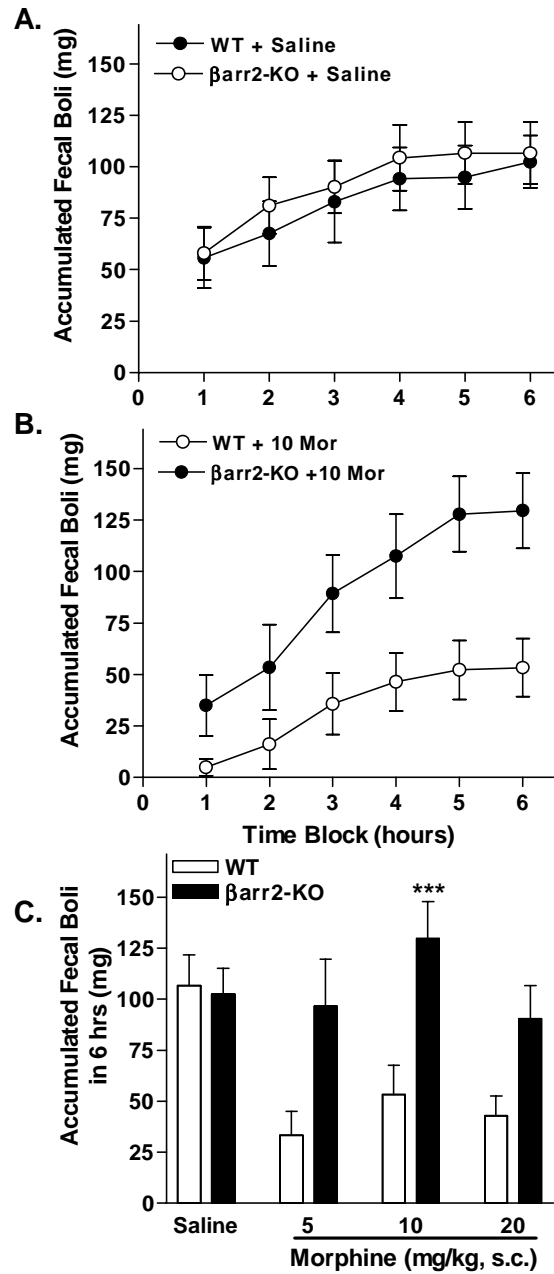 A.
WT + Saline
βarr2-KO + Saline
Accumulated Fecal Boli (mg)
150
125
100
75
50
25
0
0 1 2 3 4 5 6
B.
WT + 10 Mor
βarr2-KO +10 Mor
Accumulated Fecal Boli (mg)
150
125
100
75
50
25
0
0 1 2 3 4 5 6
Time Block (hours)
C.
WT
βarr2-KO
Accumulated Fecal Boli
in 6 hrs (mg)
150
125
100
75
50
25
0
***
Saline 5 10 20
Morphine (mg/kg, s.c.)